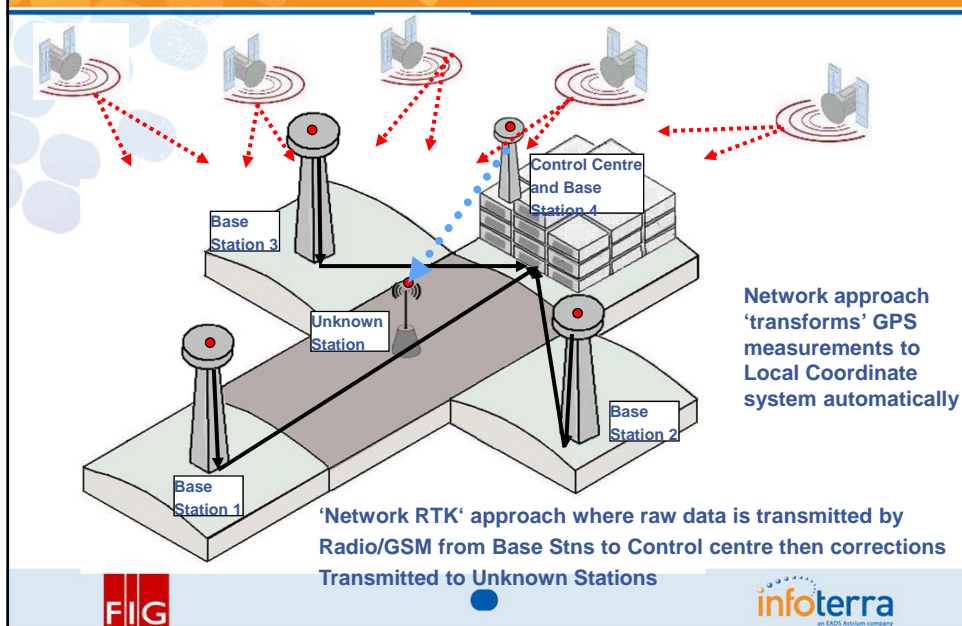 Control Centre
and Base
Station 4
Base
Station 3
Unknown
Station
Network approach
‘transforms’ GPS
measurements to
Local Coordinate
system automatically
Base
Station 2
Base
Station 1
‘Network RTK‘ approach where raw data is transmitted by
Radio/GSM from Base Stns to Control centre then corrections
Transmitted to Unknown Stations
FIG
infoterra
an EADS Astrium company